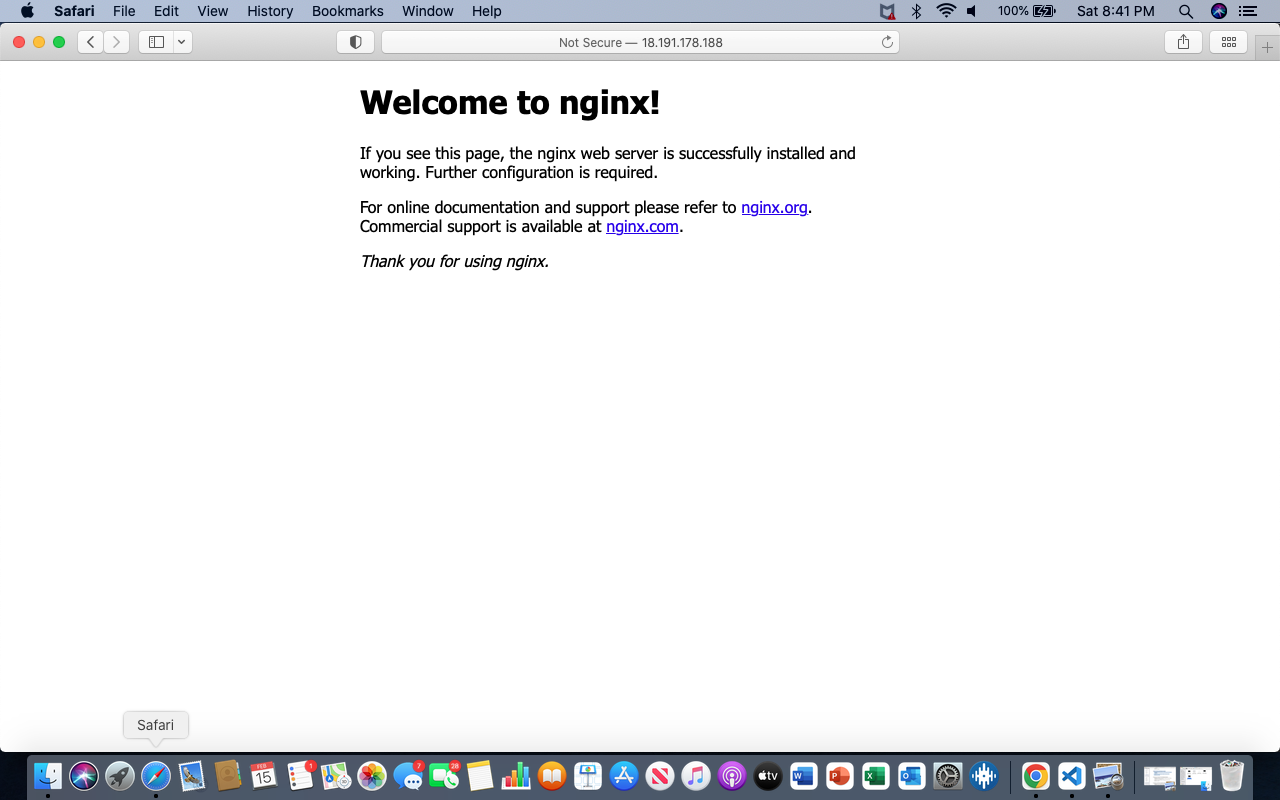 Safari File Edit View History Bookmarks Window Help 100% Sat 8:41 PM
Not Secure — 18.191.178.188
Welcome to nginx!
If you see this page, the nginx web server is successfully installed and
working. Further configuration is required.
For online documentation and support please refer to nginx.org.
Commercial support is available at nginx.com.
Thank you for using nginx.
Safari
FEB
15
1
7
28
tv
W
P
X
O